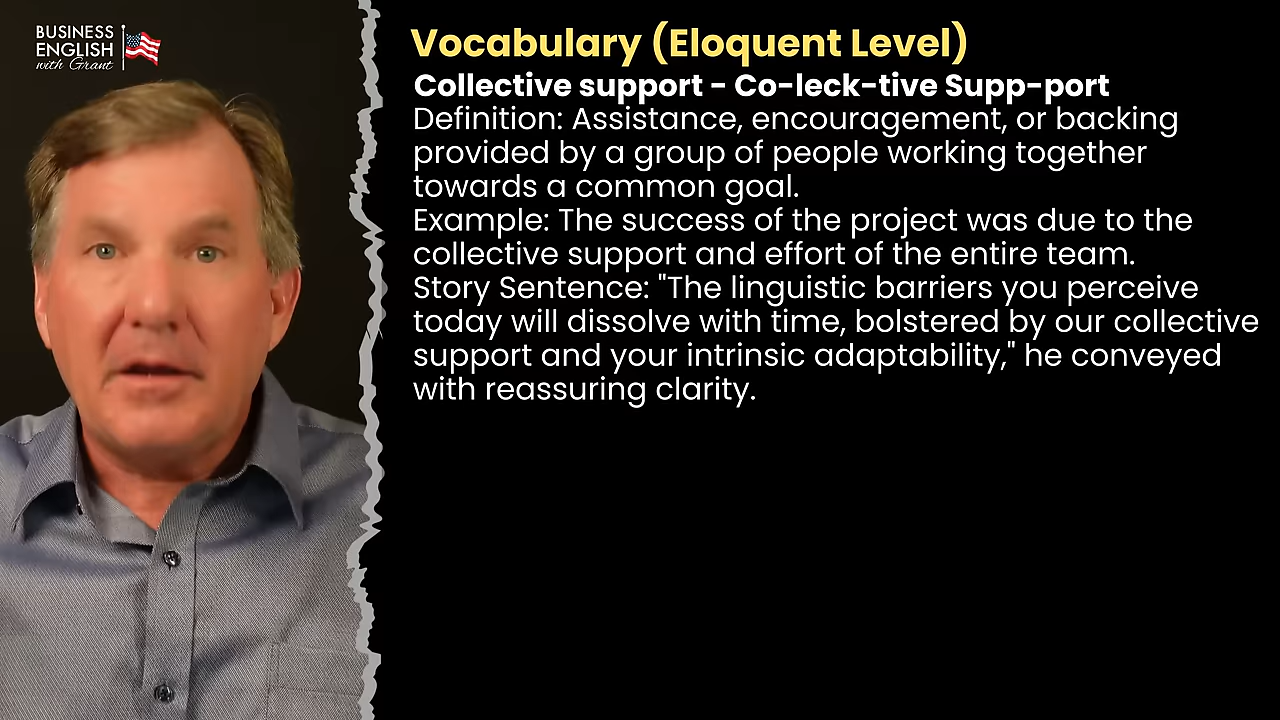 BUSINESS
ENGLISH
with Grant
Vocabulary (Eloquent Level)
Collective support - Co-leck-tive Supp-port
Definition: Assistance, encouragement, or backing
provided by a group of people working together
towards a common goal.
Example: The success of the project was due to the
collective support and effort of the entire team.
Story Sentence: "The linguistic barriers you perceive
today will dissolve with time, bolstered by our collective
support and your intrinsic adaptability," he conveyed
with reassuring clarity.